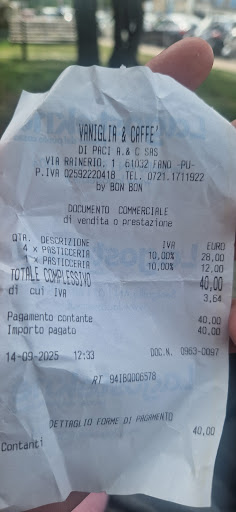 VANIGLIA & CAFFE'
DI PACI A.& C SAS
VIA RAINERIO, 1 61032 FANO -PU-
P.IVA 02592220418 TEL. 0721.1711922
by BON BON
DOCUMENTO COMMERCIALE
di vendita o prestazione
QTA. DESCRIZIONE IVA EURO
4 × PASTICCERIA 10,00% 28,00
× PASTICCERIA 10,00% 12,00
TOTALE COMPLESSIVO 40,00
di cui IVA 3,64
Pagamento contante 40,00
Importo pagato 40,00
14-09-2025 12:33 DOC.N. 0963-0097
RT 94IBQ006578
DETTAGLIO FORME DI PAGAMENTO
Contanti 40,00